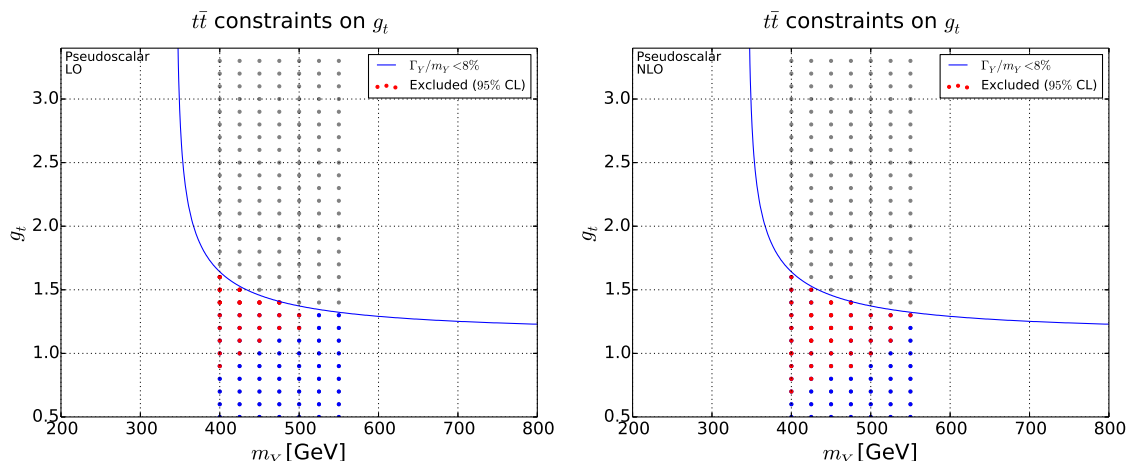 tt̄ constraints on g_t
Pseudoscalar
LO
Γ_Y/m_Y <8%
Excluded (95% CL)
3.0
2.5
2.0
1.5
1.0
0.5
g_t
200 300 400 500 600 700 800
m_Y [GeV]
tt̄ constraints on g_t
Pseudoscalar
NLO
Γ_Y/m_Y <8%
Excluded (95% CL)
3.0
2.5
2.0
1.5
1.0
0.5
g_t
200 300 400 500 600 700 800
m_Y [GeV]